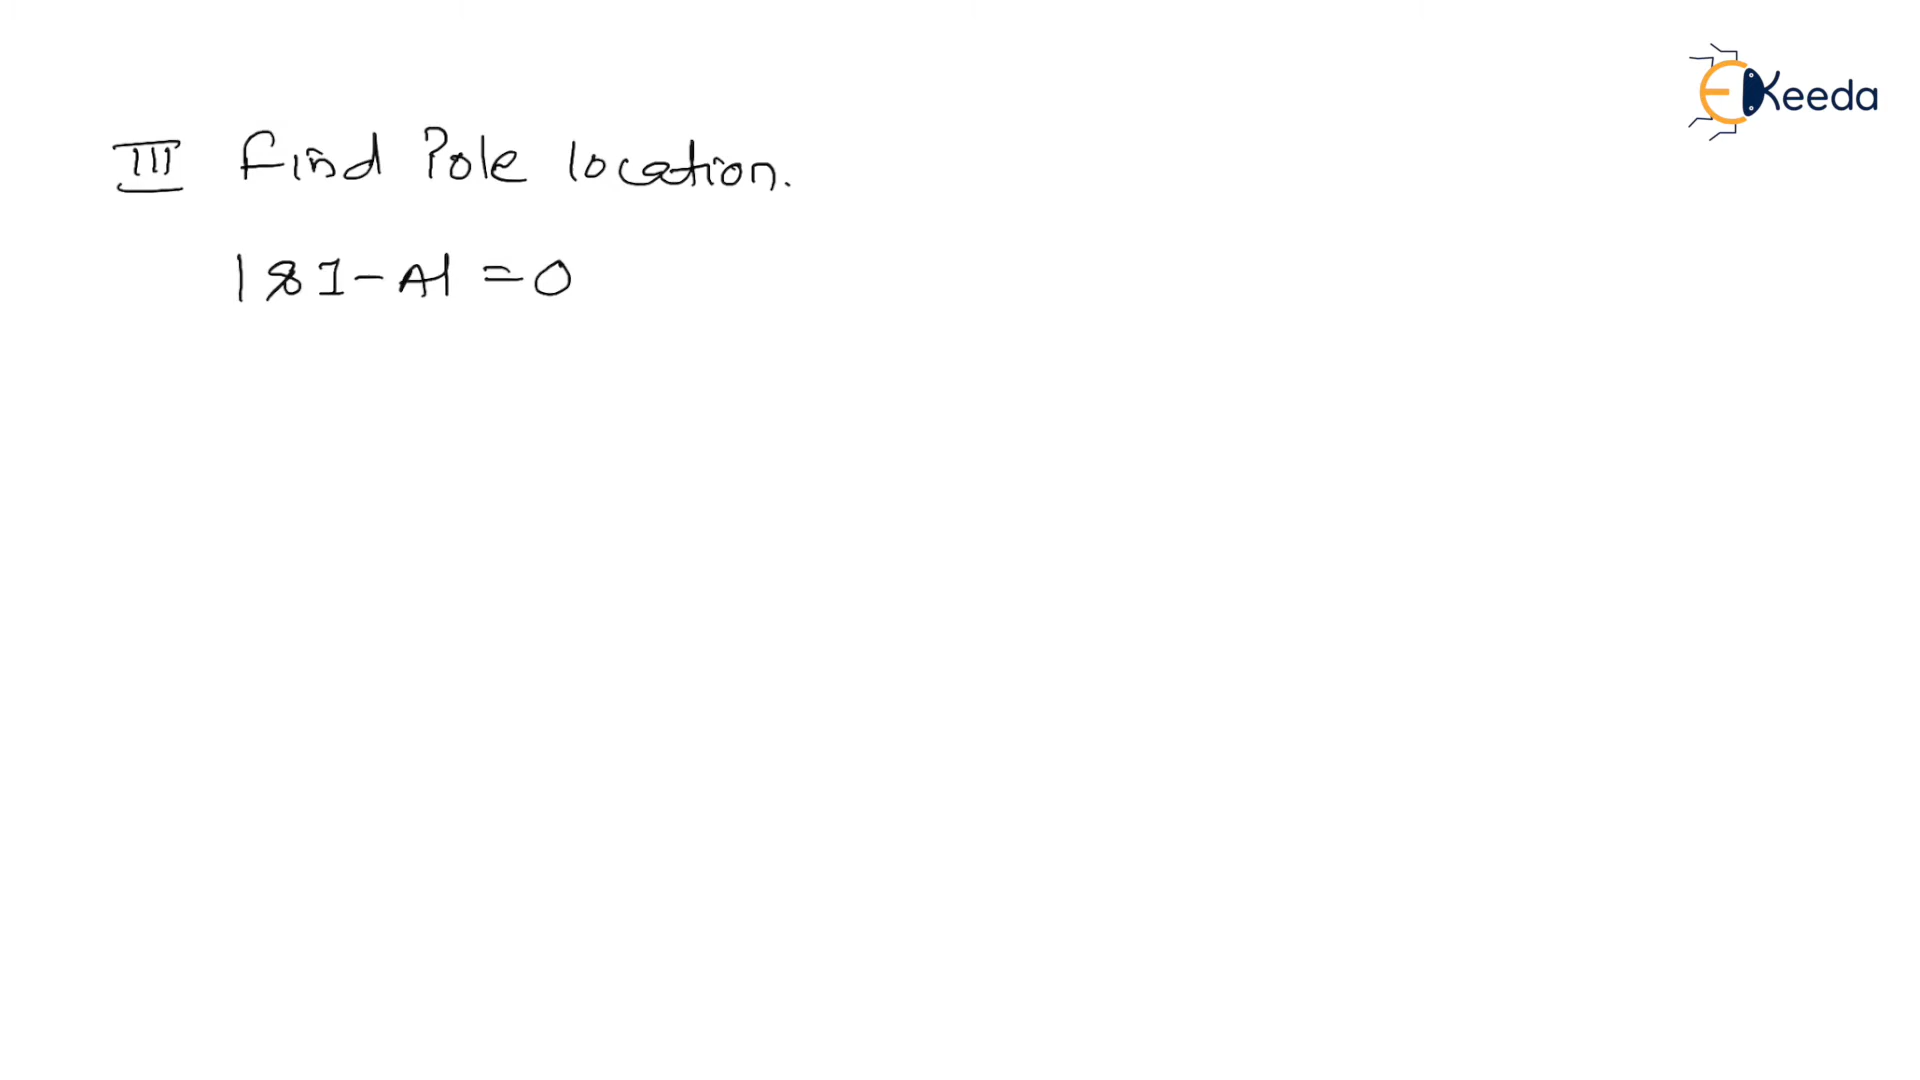 EKeeda
III Find Pole location.
|sI-A| = 0